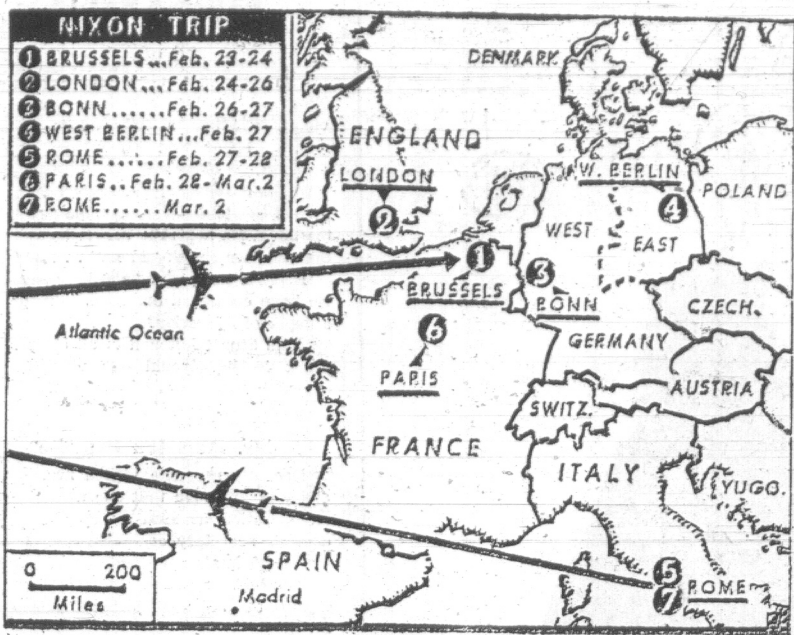 NIXON TRIP
1 BRUSSELS...Feb. 23-24
2 LONDON...Feb. 24-26
3 BONN......Feb. 26-27
4 WEST BERLIN...Feb. 27
5 ROME......Feb. 27-28
6 PARIS..Feb. 28-Mar. 2
7 ROME......Mar. 2
DENMARK
ENGLAND
LONDON
2
W. BERLIN
4
POLAND
WEST
EAST
1
BRUSSELS
3
BONN
CZECH.
Atlantic Ocean
6
PARIS
GERMANY
AUSTRIA
SWITZ.
FRANCE
ITALY
YUGO.
SPAIN
Madrid
5
7
ROME
0 200
Miles